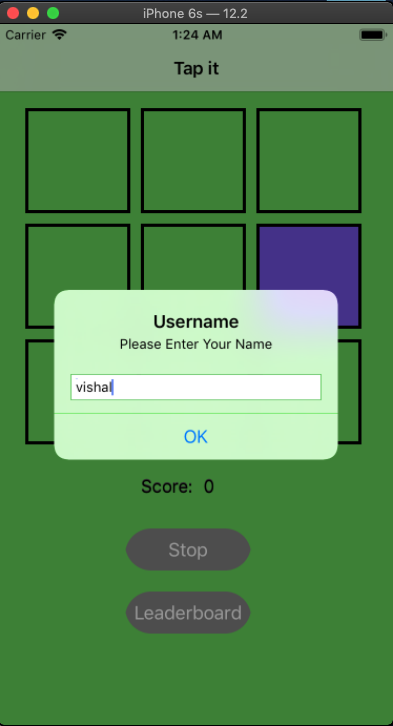 iPhone 6s — 12.2
Carrier 1:24 AM
Tap it
Username
Please Enter Your Name
vishal
OK
Score: 0
Stop
Leaderboard